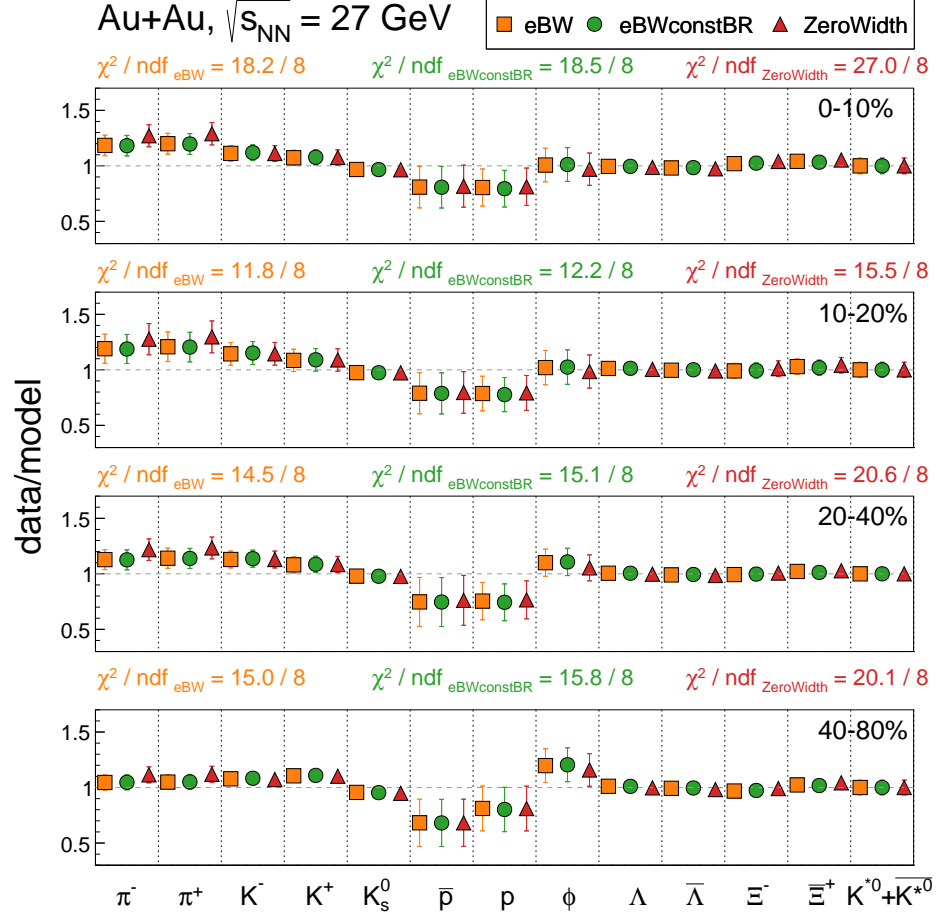 Au+Au, √s_NN = 27 GeV
eBW eBWconstBR ZeroWidth
χ² / ndf eBW = 18.2 / 8 χ² / ndf eBWconstBR = 18.5 / 8 χ² / ndf ZeroWidth = 27.0 / 8
0-10%
1.5
1
0.5
χ² / ndf eBW = 11.8 / 8 χ² / ndf eBWconstBR = 12.2 / 8 χ² / ndf ZeroWidth = 15.5 / 8
10-20%
1.5
1
0.5
data/model
χ² / ndf eBW = 14.5 / 8 χ² / ndf eBWconstBR = 15.1 / 8 χ² / ndf ZeroWidth = 20.6 / 8
20-40%
1.5
1
0.5
χ² / ndf eBW = 15.0 / 8 χ² / ndf eBWconstBR = 15.8 / 8 χ² / ndf ZeroWidth = 20.1 / 8
40-80%
1.5
1
0.5
π⁻ π⁺ K⁻ K⁺ K⁰_s p̅ p ϕ Λ Λ̅ Ξ⁻ Ξ̅⁺ K*⁰+K̅*̅⁰̅